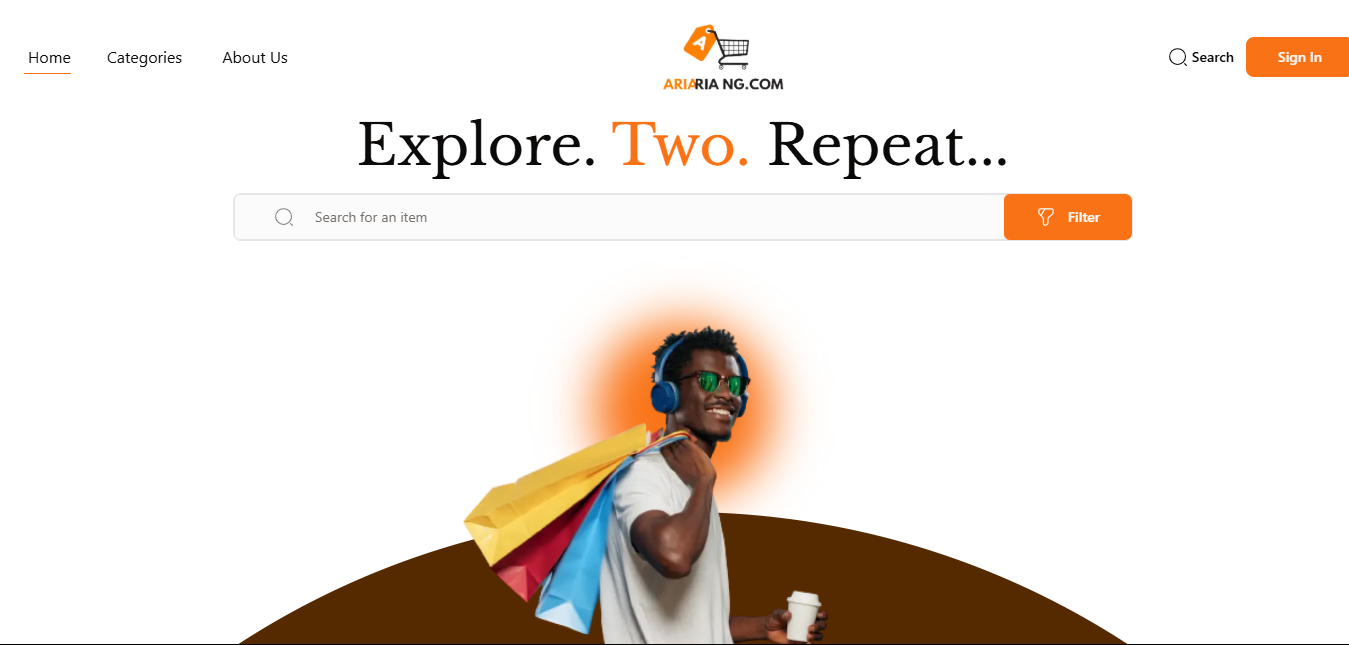 Home Categories About Us
A
ARIARIA NG.COM
Search Sign In
Explore. Two. Repeat...
Search for an item Filter